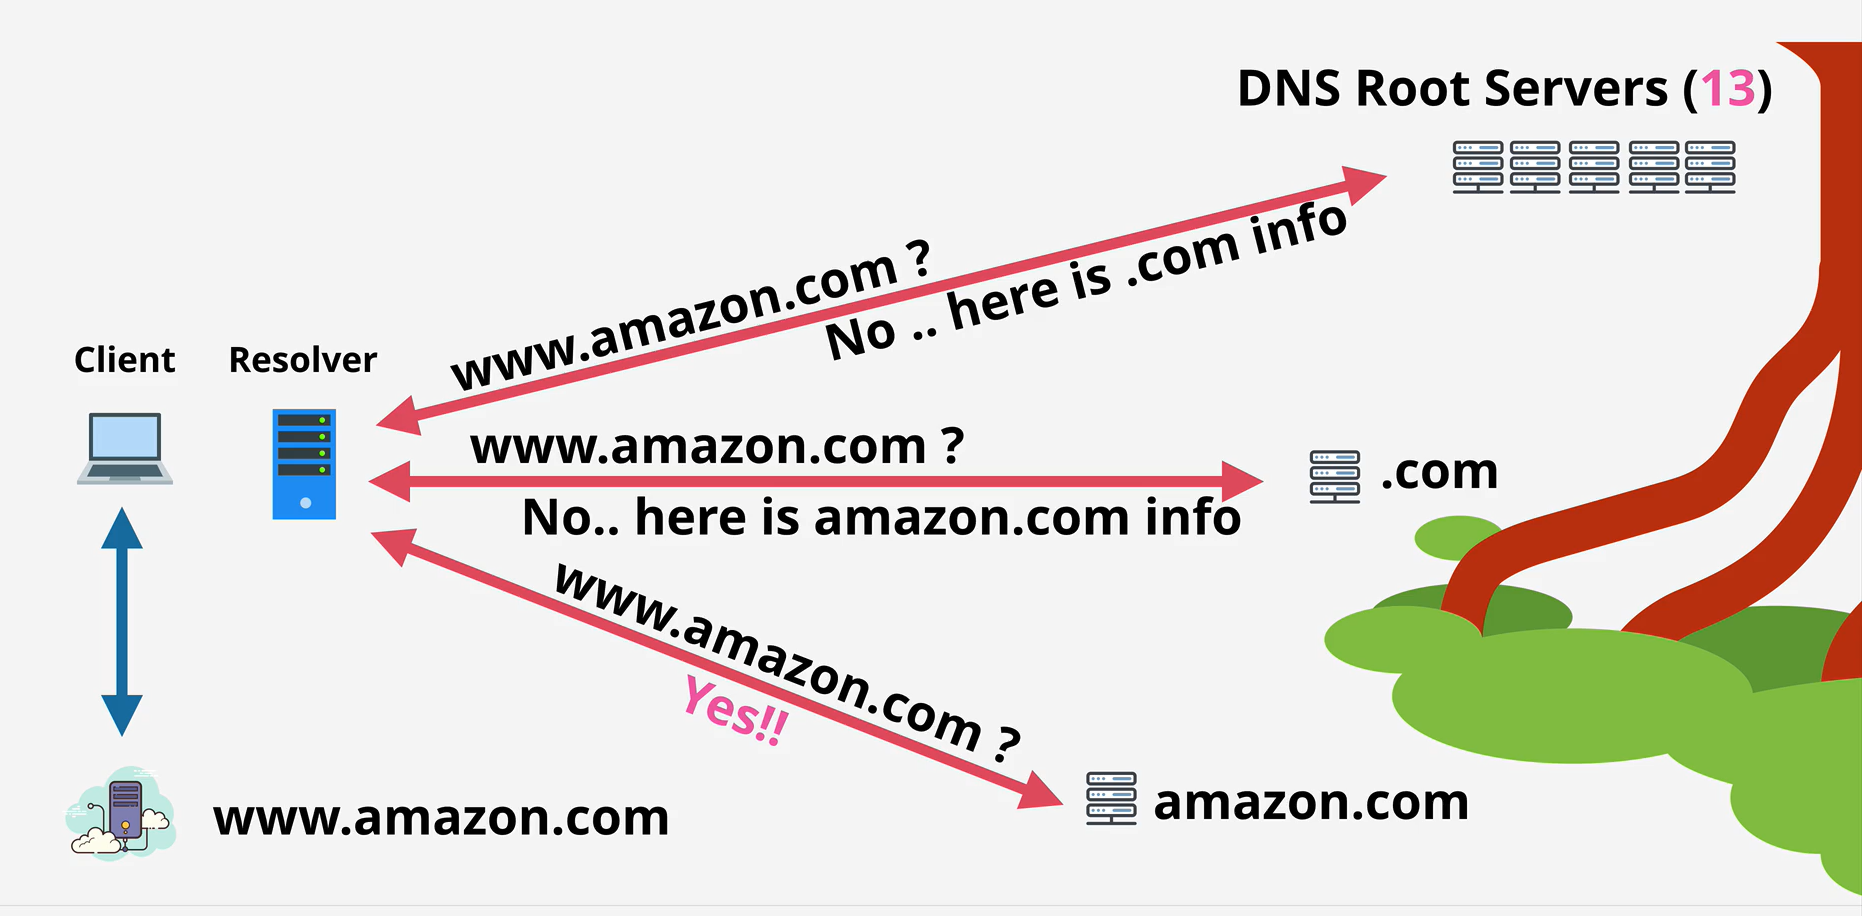 DNS Root Servers (13)
www.amazon.com ?
No .. here is .com info
Client
Resolver
www.amazon.com ?
No.. here is amazon.com info
.com
www.amazon.com ?
Yes!!
amazon.com
www.amazon.com